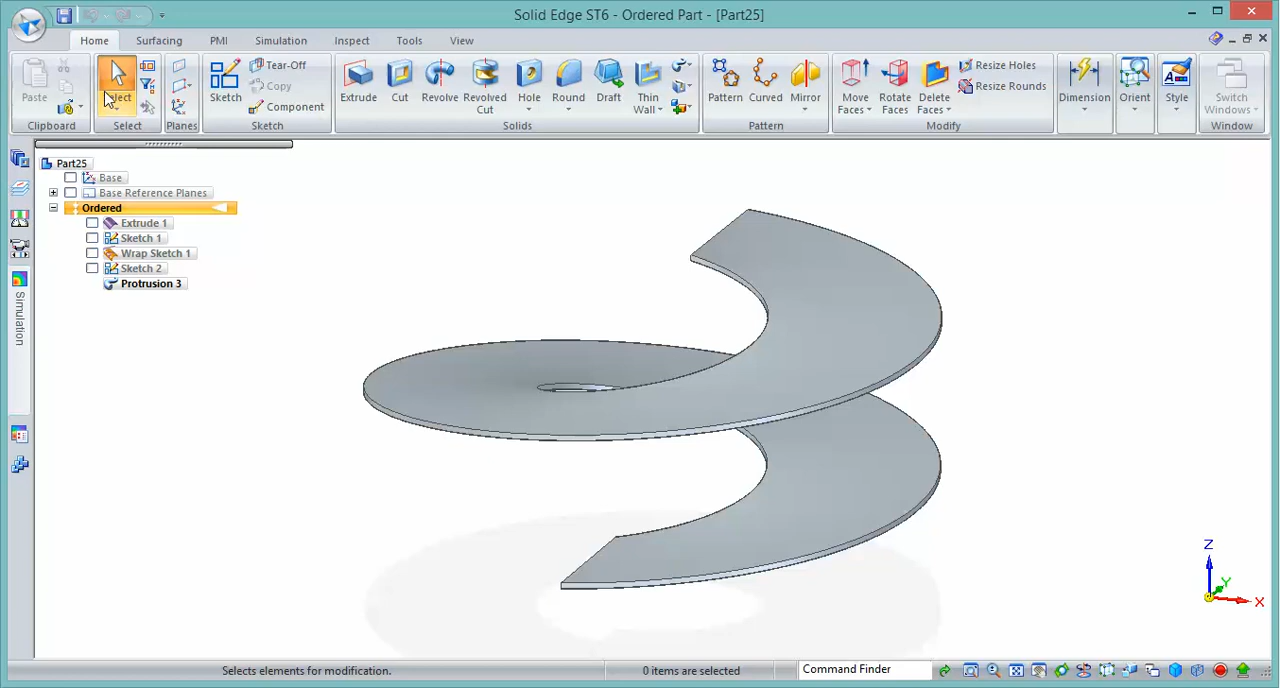 Solid Edge ST6 - Ordered Part - [Part25]
Home Surfacing PMI Simulation Inspect Tools View
Paste
Clipboard
Select
Select
Planes
Sketch
Tear-Off
Copy
Component
Sketch
Extrude
Cut
Revolve
Revolved
Cut
Hole
Round
Draft
Thin
Wall
Solids
Pattern
Curved
Mirror
Pattern
Move
Faces
Rotate
Faces
Delete
Faces
Resize Holes
Resize Rounds
Modify
Dimension
Orient
Style
Switch
Windows
Window
Part25
Base
Base Reference Planes
Ordered
Extrude 1
Sketch 1
Wrap Sketch 1
Sketch 2
Protrusion 3
Simulation
Z
Y
X
Selects elements for modification.
0 items are selected
Command Finder